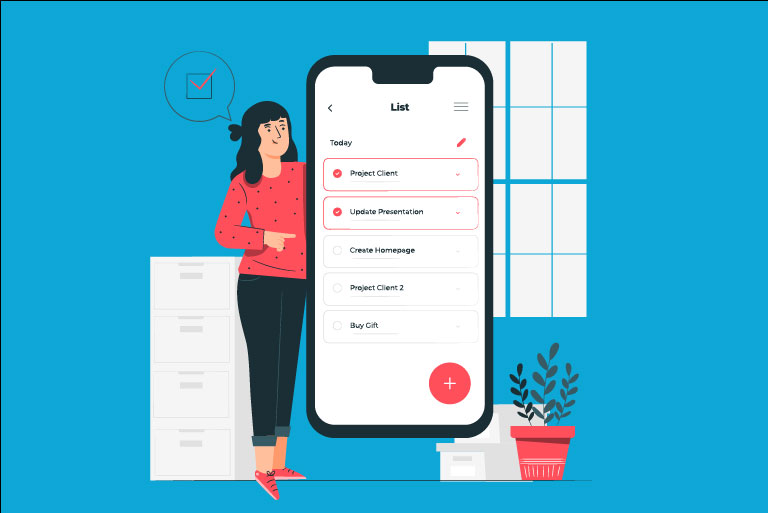 List
Today
Project Client
Update Presentation
Create Homepage
Project Client 2
Buy Gift